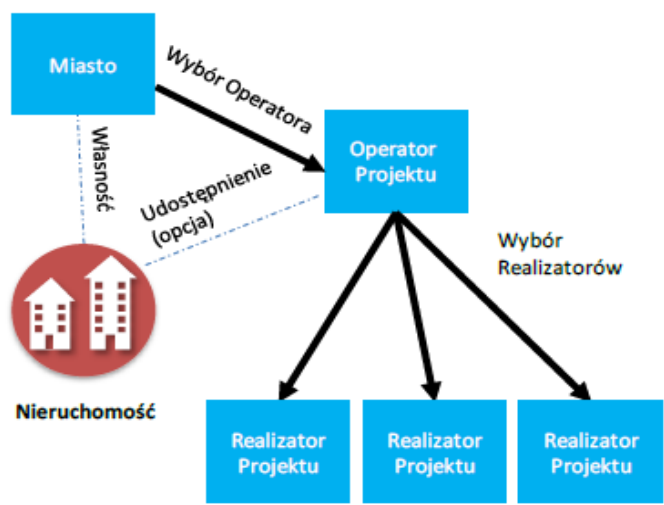 Miasto
Wybór Operatora
Operator
Projektu
Własność
Udostępnienie
(opcja)
Wybór
Realizatorów
Nieruchomość
Realizator
Projektu
Realizator
Projektu
Realizator
Projektu